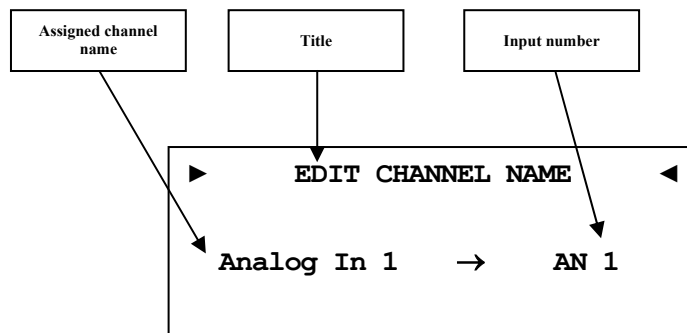 Assigned channel
name
Title
Input number
► EDIT CHANNEL NAME ◄
Analog In 1 → AN 1